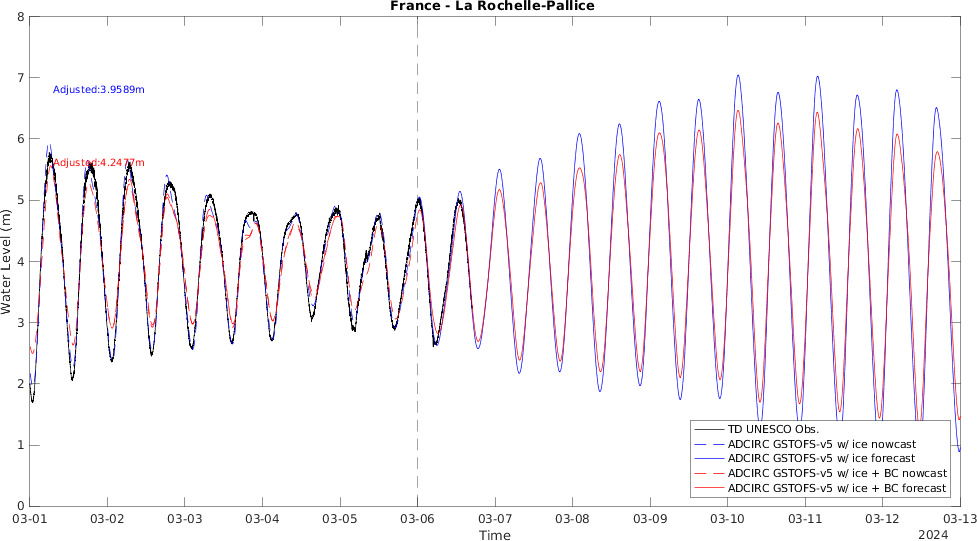 France - La Rochelle-Pallice
Water Level (m)
8
7
6
5
4
3
2
1
0
Adjusted:3.9589m
Adjusted:4.2477m
TD UNESCO Obs.
ADCIRC GSTOFS-v5 w/ ice nowcast
ADCIRC GSTOFS-v5 w/ ice forecast
ADCIRC GSTOFS-v5 w/ ice + BC nowcast
ADCIRC GSTOFS-v5 w/ ice + BC forecast
03-01 03-02 03-03 03-04 03-05 03-06 03-07 03-08 03-09 03-10 03-11 03-12 03-13
Time
2024